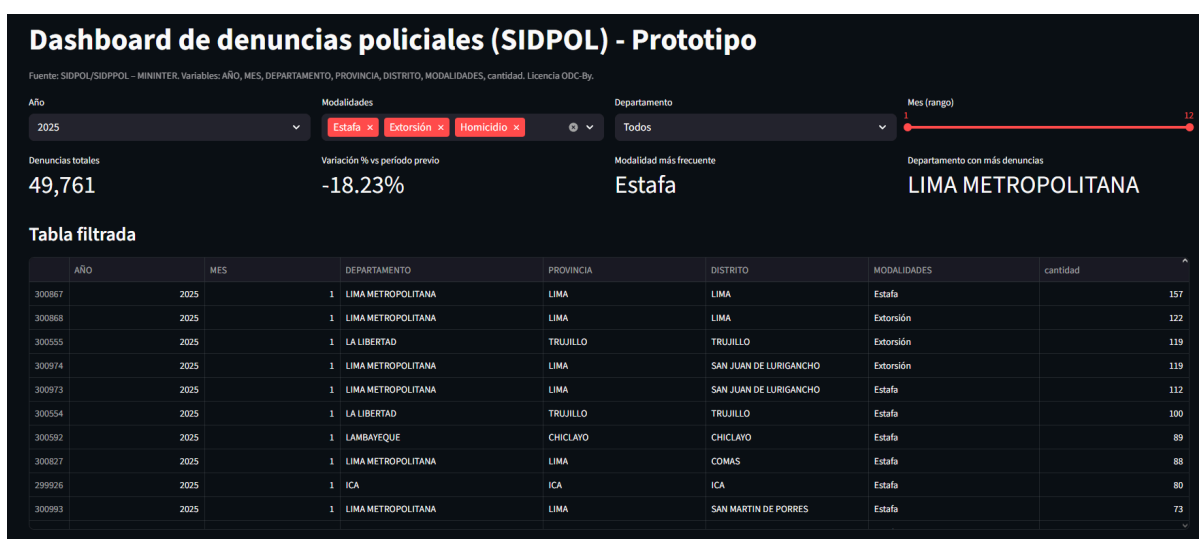 Dashboard de denuncias policiales (SIDPOL) - Prototipo
Fuente: SIDPOL/SIDPPOL – MININTER. Variables: AÑO, MES, DEPARTAMENTO, PROVINCIA, DISTRITO, MODALIDADES, cantidad. Licencia ODC-By.
Año Modalidades Departamento Mes (rango)
2025 Estafa × Extorsión × Homicidio × Todos 1 12
Denuncias totales Variación % vs período previo Modalidad más frecuente Departamento con más denuncias
49,761 -18.23% Estafa LIMA METROPOLITANA
Tabla filtrada
AÑO MES DEPARTAMENTO PROVINCIA DISTRITO MODALIDADES cantidad
300867 2025 1 LIMA METROPOLITANA LIMA LIMA Estafa 157
300868 2025 1 LIMA METROPOLITANA LIMA LIMA Extorsión 122
300555 2025 1 LA LIBERTAD TRUJILLO TRUJILLO Extorsión 119
300974 2025 1 LIMA METROPOLITANA LIMA SAN JUAN DE LURIGANCHO Extorsión 119
300973 2025 1 LIMA METROPOLITANA LIMA SAN JUAN DE LURIGANCHO Estafa 112
300554 2025 1 LA LIBERTAD TRUJILLO TRUJILLO Estafa 100
300592 2025 1 LAMBAYEQUE CHICLAYO CHICLAYO Estafa 89
300827 2025 1 LIMA METROPOLITANA LIMA COMAS Estafa 88
299926 2025 1 ICA ICA ICA Estafa 80
300993 2025 1 LIMA METROPOLITANA LIMA SAN MARTIN DE PORRES Estafa 73